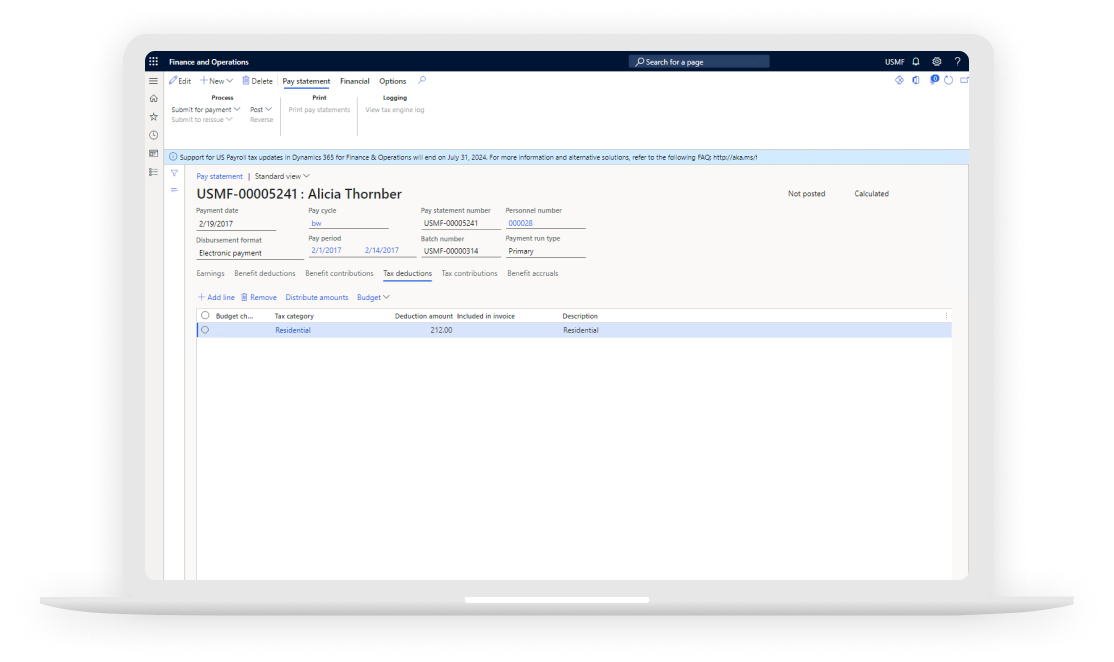 Finance and Operations
Search for a page
USMF
?
Edit New Delete Pay statement Financial Options
0
Process Print Logging
Submit for payment Post Print pay statements View tax engine log
Submit to reissue Reverse
Support for US Payroll tax updates in Dynamics 365 for Finance & Operations will end on July 31, 2024. For more information and alternative solutions, refer to the following FAQ: http://aka.ms/!
Pay statement | Standard view
USMF-00005241 : Alicia Thornber
Not posted Calculated
Payment date Pay cycle Pay statement number Personnel number
2/19/2017 bw USMF-00005241 000028
Disbursement format Pay period Batch number Payment run type
Electronic payment 2/1/2017 2/14/2017 USMF-00000314 Primary
Earnings Benefit deductions Benefit contributions Tax deductions Tax contributions Benefit accruals
Add line Remove Distribute amounts Budget
Budget ch... Tax category Deduction amount Included in invoice Description
Residential 212.00 Residential